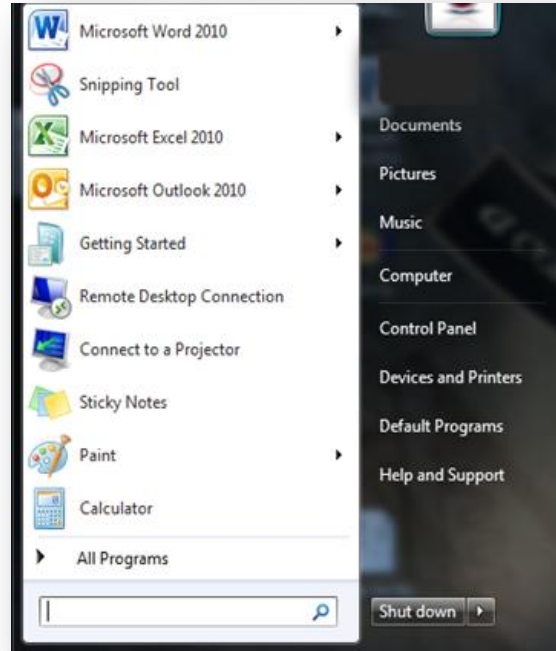 Microsoft Word 2010
Snipping Tool
Microsoft Excel 2010
Microsoft Outlook 2010
Getting Started
Remote Desktop Connection
Connect to a Projector
Sticky Notes
Paint
Calculator
All Programs
Documents
Pictures
Music
Computer
Control Panel
Devices and Printers
Default Programs
Help and Support
Shut down